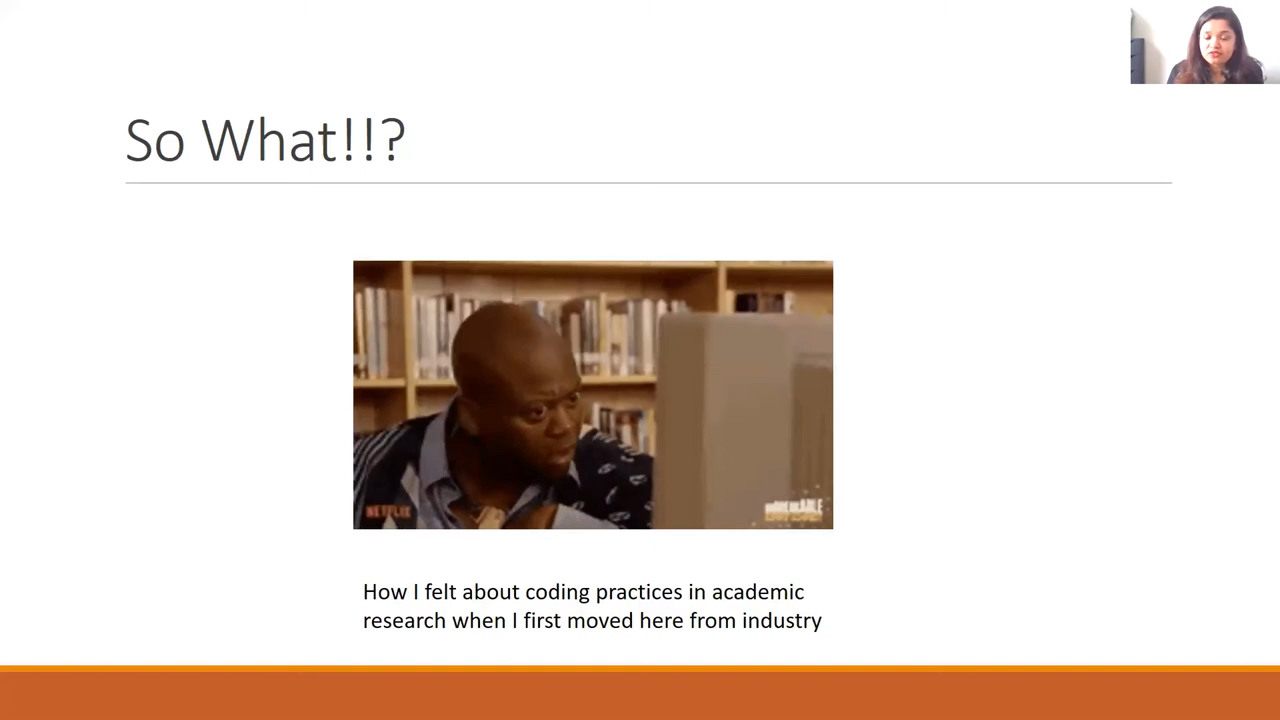 So What!!?
NETFLIX
How I felt about coding practices in academic
research when I first moved here from industry